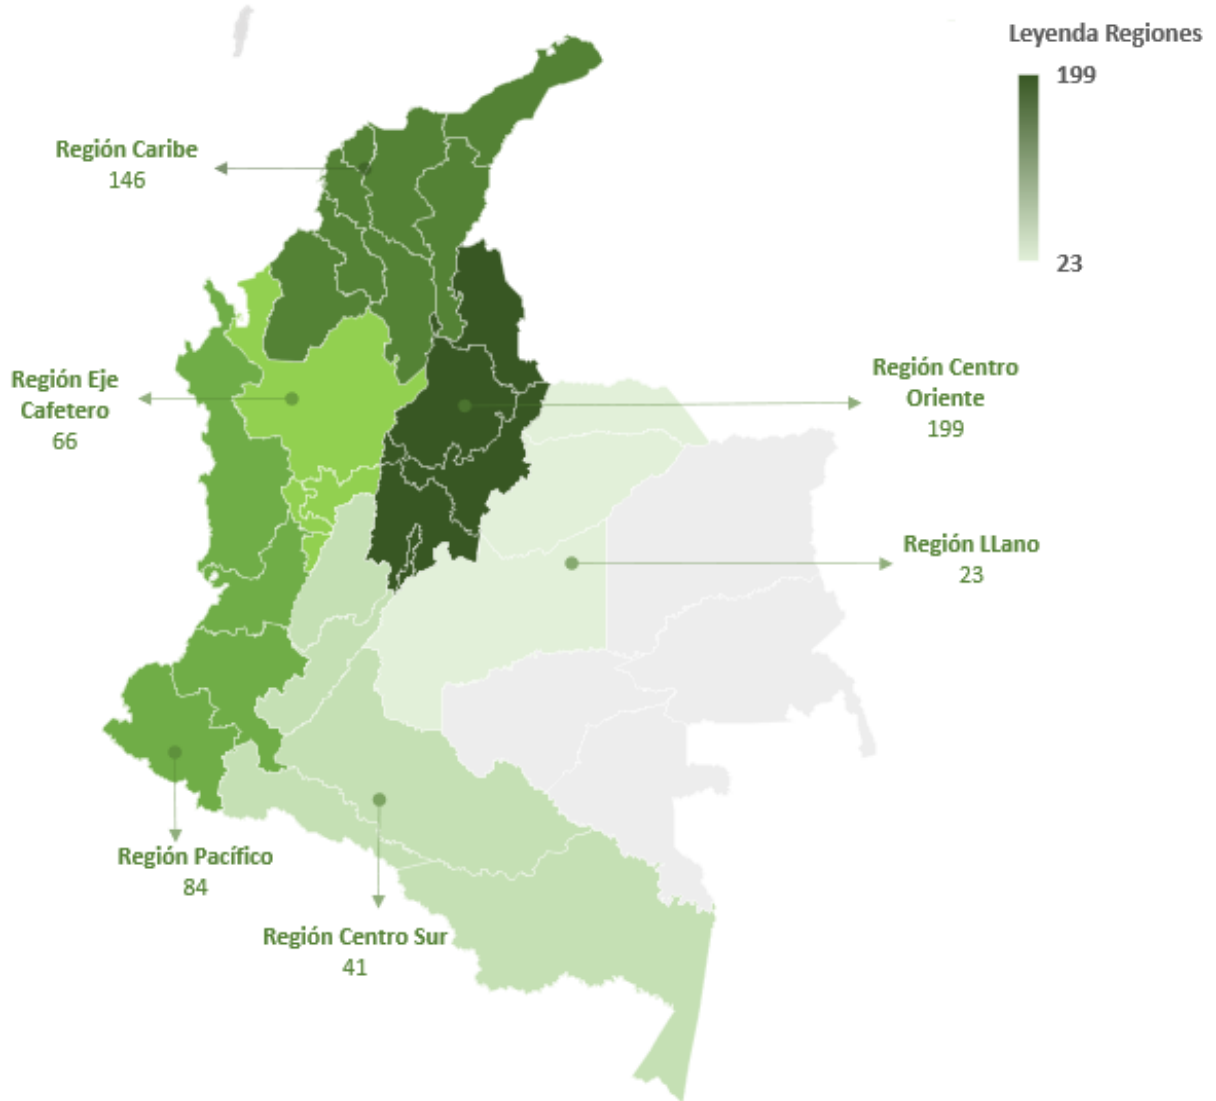 Leyenda Regiones
199
23
Región Caribe
146
Región Eje
Cafetero
66
Región Centro
Oriente
199
Región LLano
23
Región Pacífico
84
Región Centro Sur
41